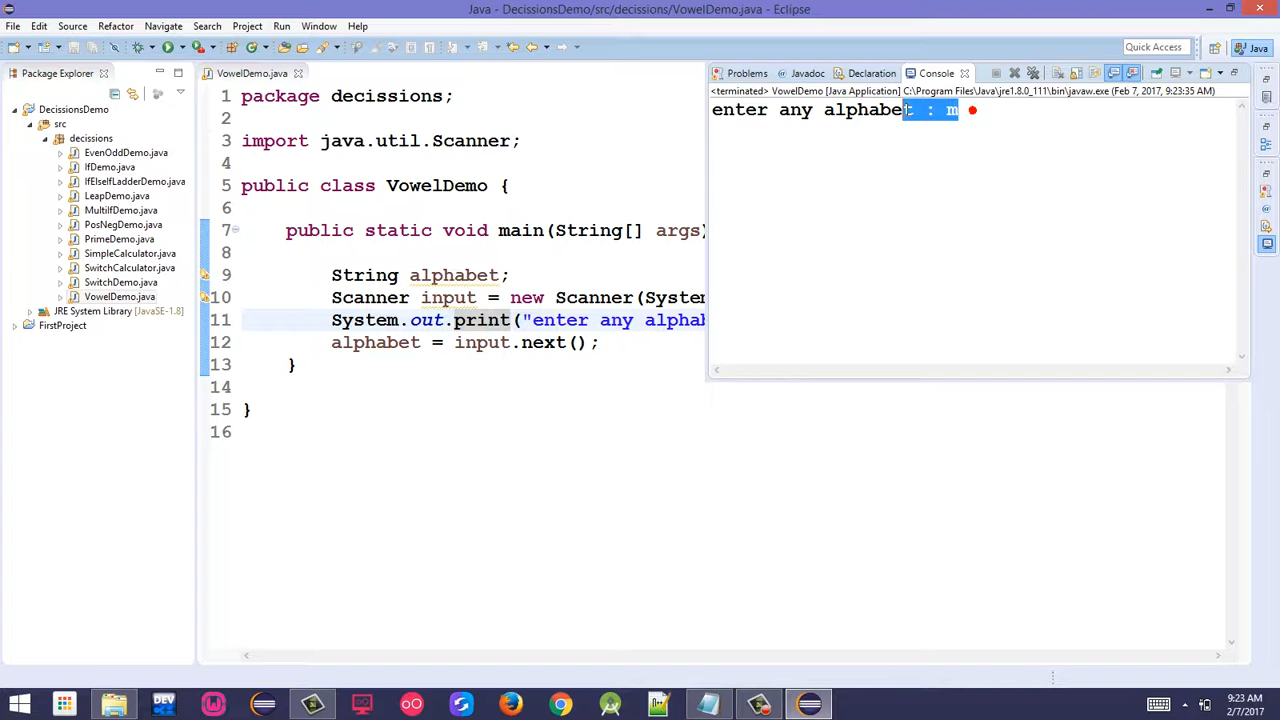 Java - DecissionsDemo/src/decissions/VowelDemo.java - Eclipse
File Edit Source Refactor Navigate Search Project Run Window Help
Quick Access
Java
Package Explorer
DecissionsDemo
src
decissions
EvenOddDemo.java
IfDemo.java
IfElseIfLadderDemo.java
LeapDemo.java
MultiIfDemo.java
PosNegDemo.java
PrimeDemo.java
SimpleCalculator.java
SwitchCalculator.java
SwitchDemo.java
VowelDemo.java
JRE System Library [JavaSE-1.8]
FirstProject
VowelDemo.java
1 package decissions;
2
3 import java.util.Scanner;
4
5 public class VowelDemo {
6
7 public static void main(String[] args)
8
9 String alphabet;
10 Scanner input = new Scanner(System
11 System.out.print("enter any alphab
12 alphabet = input.next();
13 }
14
15 }
16
Problems Javadoc Declaration Console
<terminated> VowelDemo [Java Application] C:\Program Files\Java\jre1.8.0_111\bin\javaw.exe (Feb 7, 2017, 9:23:35 AM)
enter any alphabet : m
DEV
9:23 AM
2/7/2017